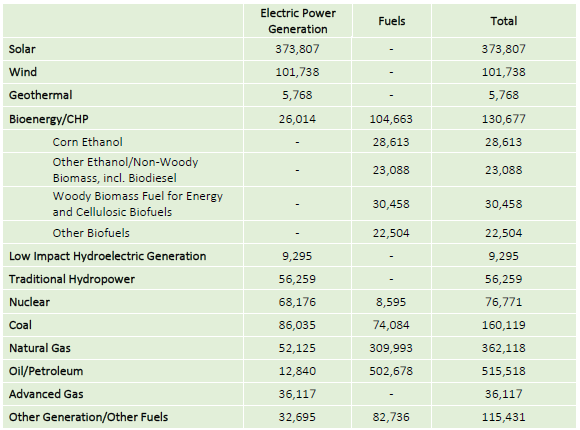 Electric Power Generation Fuels Total
Solar 373,807 - 373,807
Wind 101,738 - 101,738
Geothermal 5,768 - 5,768
Bioenergy/CHP 26,014 104,663 130,677
Corn Ethanol - 28,613 28,613
Other Ethanol/Non-Woody
Biomass, incl. Biodiesel - 23,088 23,088
Woody Biomass Fuel for Energy
and Cellulosic Biofuels - 30,458 30,458
Other Biofuels - 22,504 22,504
Low Impact Hydroelectric Generation 9,295 - 9,295
Traditional Hydropower 56,259 - 56,259
Nuclear 68,176 8,595 76,771
Coal 86,035 74,084 160,119
Natural Gas 52,125 309,993 362,118
Oil/Petroleum 12,840 502,678 515,518
Advanced Gas 36,117 - 36,117
Other Generation/Other Fuels 32,695 82,736 115,431